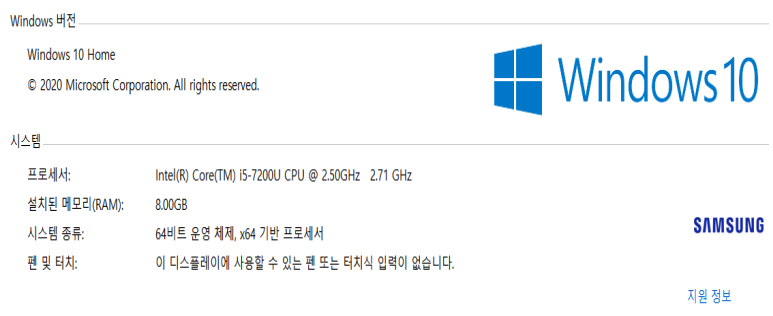 Windows 버전
Windows 10 Home
© 2020 Microsoft Corporation. All rights reserved.
Windows 10
시스템
프로세서: Intel(R) Core(TM) i5-7200U CPU @ 2.50GHz 2.71 GHz
설치된 메모리(RAM): 8.00GB
시스템 종류: 64비트 운영 체제, x64 기반 프로세서
펜 및 터치: 이 디스플레이에 사용할 수 있는 펜 또는 터치식 입력이 없습니다.
SAMSUNG
지원 정보